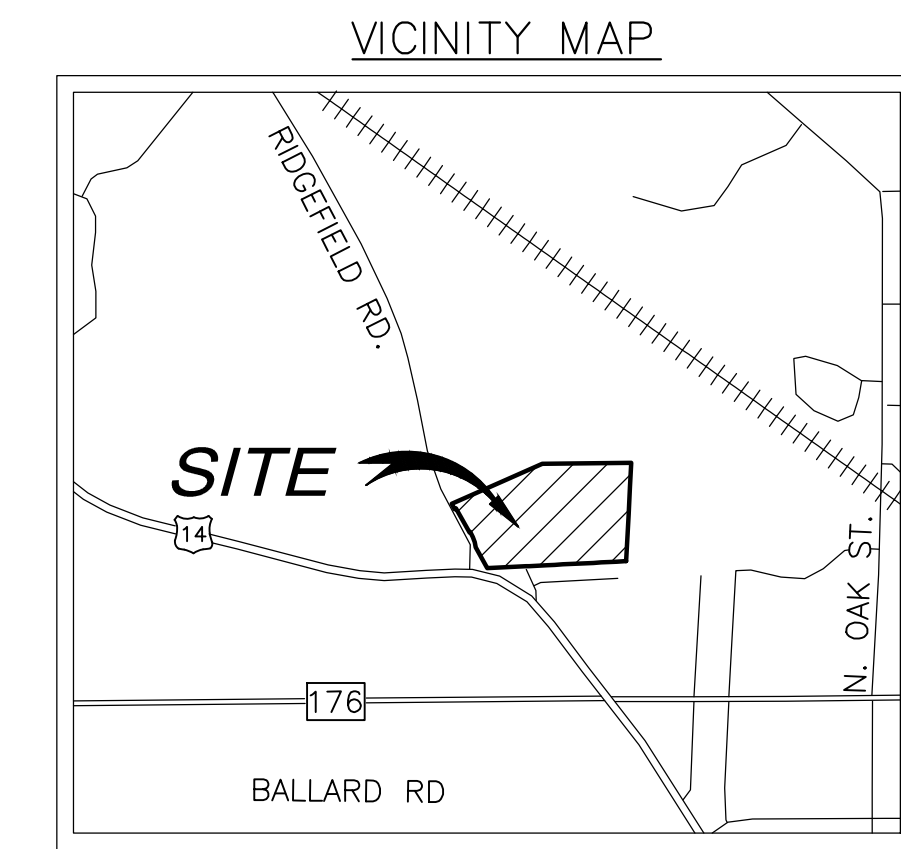 VICINITY MAP
RIDGEFIELD RD.
SITE
14
N. OAK ST.
176
BALLARD RD